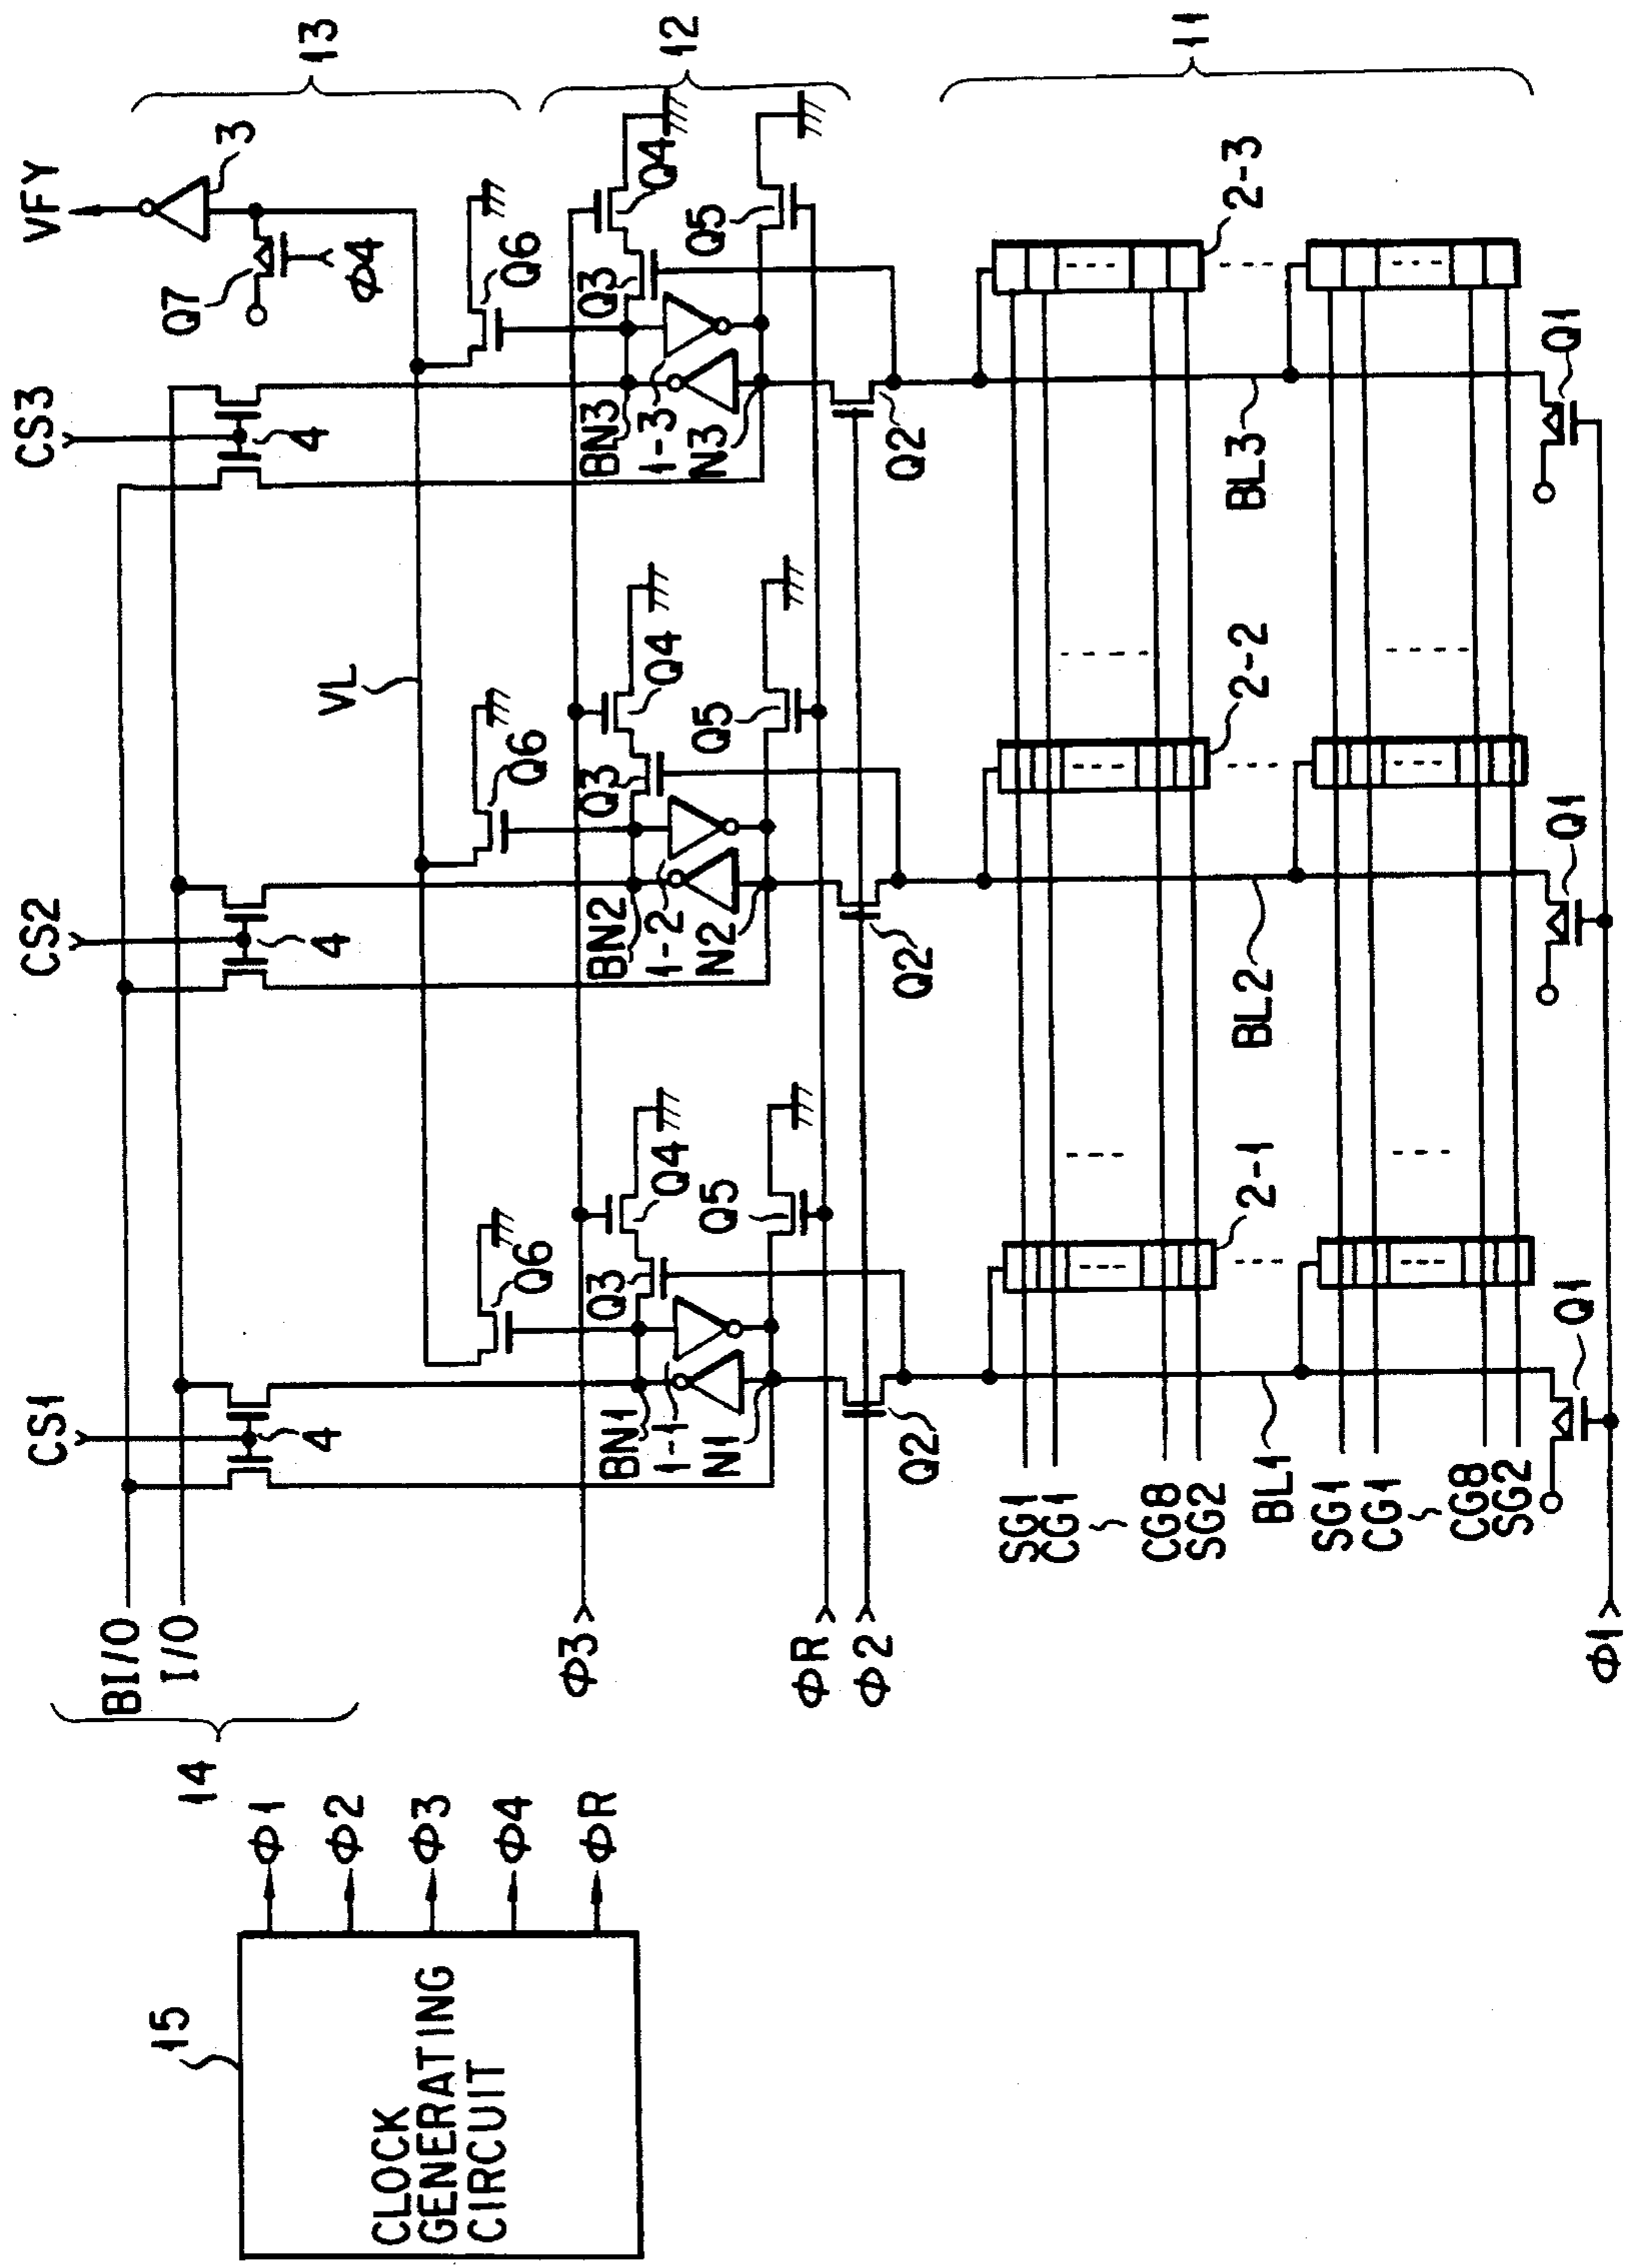 15
CLOCK
GENERATING
CIRCUIT
Φ1
Φ2
Φ3
Φ4
ΦR
14
BI/O
I/O
Φ3
ΦR
Φ2
Φ1
CS1
CS2
CS3
VFY
4
4
4
3
13
Q7
Φ4
VL
Q6
Q6
Q6
12
BN1
1-1
N1
Q3
Q4
Q5
Q2
BN2
1-2
N2
Q3
Q4
Q5
Q2
BN3
1-3
N3
Q3
Q4
Q5
Q2
11
SG1
CG1
CG8
SG2
BL1
SG1
CG1
CG8
SG2
2-1
Q1
BL2
2-2
Q1
BL3
2-3
Q1